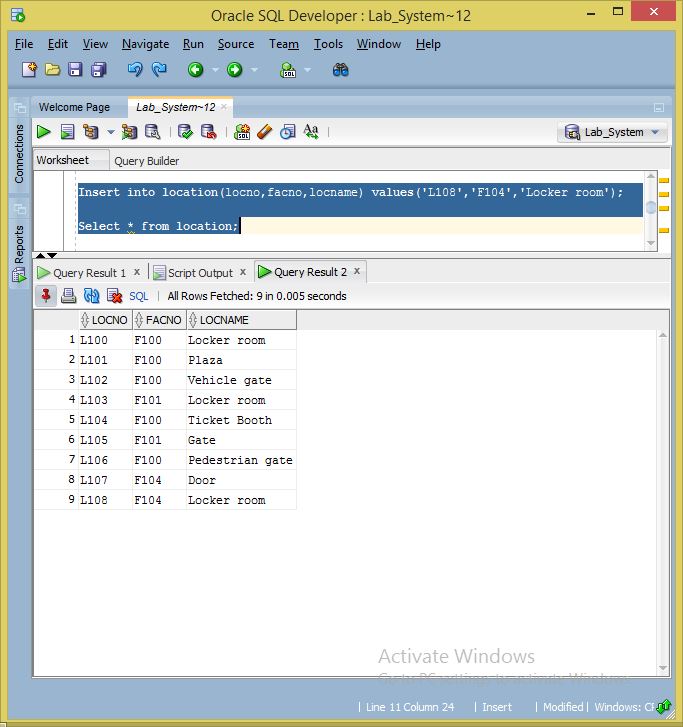 Oracle SQL Developer : Lab_System~12
File Edit View Navigate Run Source Team Tools Window Help
Welcome Page Lab_System~12
Lab_System
Connections
Reports
Worksheet Query Builder
Insert into location(locno,facno,locname) values('L108','F104','Locker room');
Select * from location;
Query Result 1 Script Output Query Result 2
SQL All Rows Fetched: 9 in 0.005 seconds
LOCNO FACNO LOCNAME
1 L100 F100 Locker room
2 L101 F100 Plaza
3 L102 F100 Vehicle gate
4 L103 F101 Locker room
5 L104 F100 Ticket Booth
6 L105 F101 Gate
7 L106 F100 Pedestrian gate
8 L107 F104 Door
9 L108 F104 Locker room
Activate Windows
Line 11 Column 24 Insert Modified Windows: